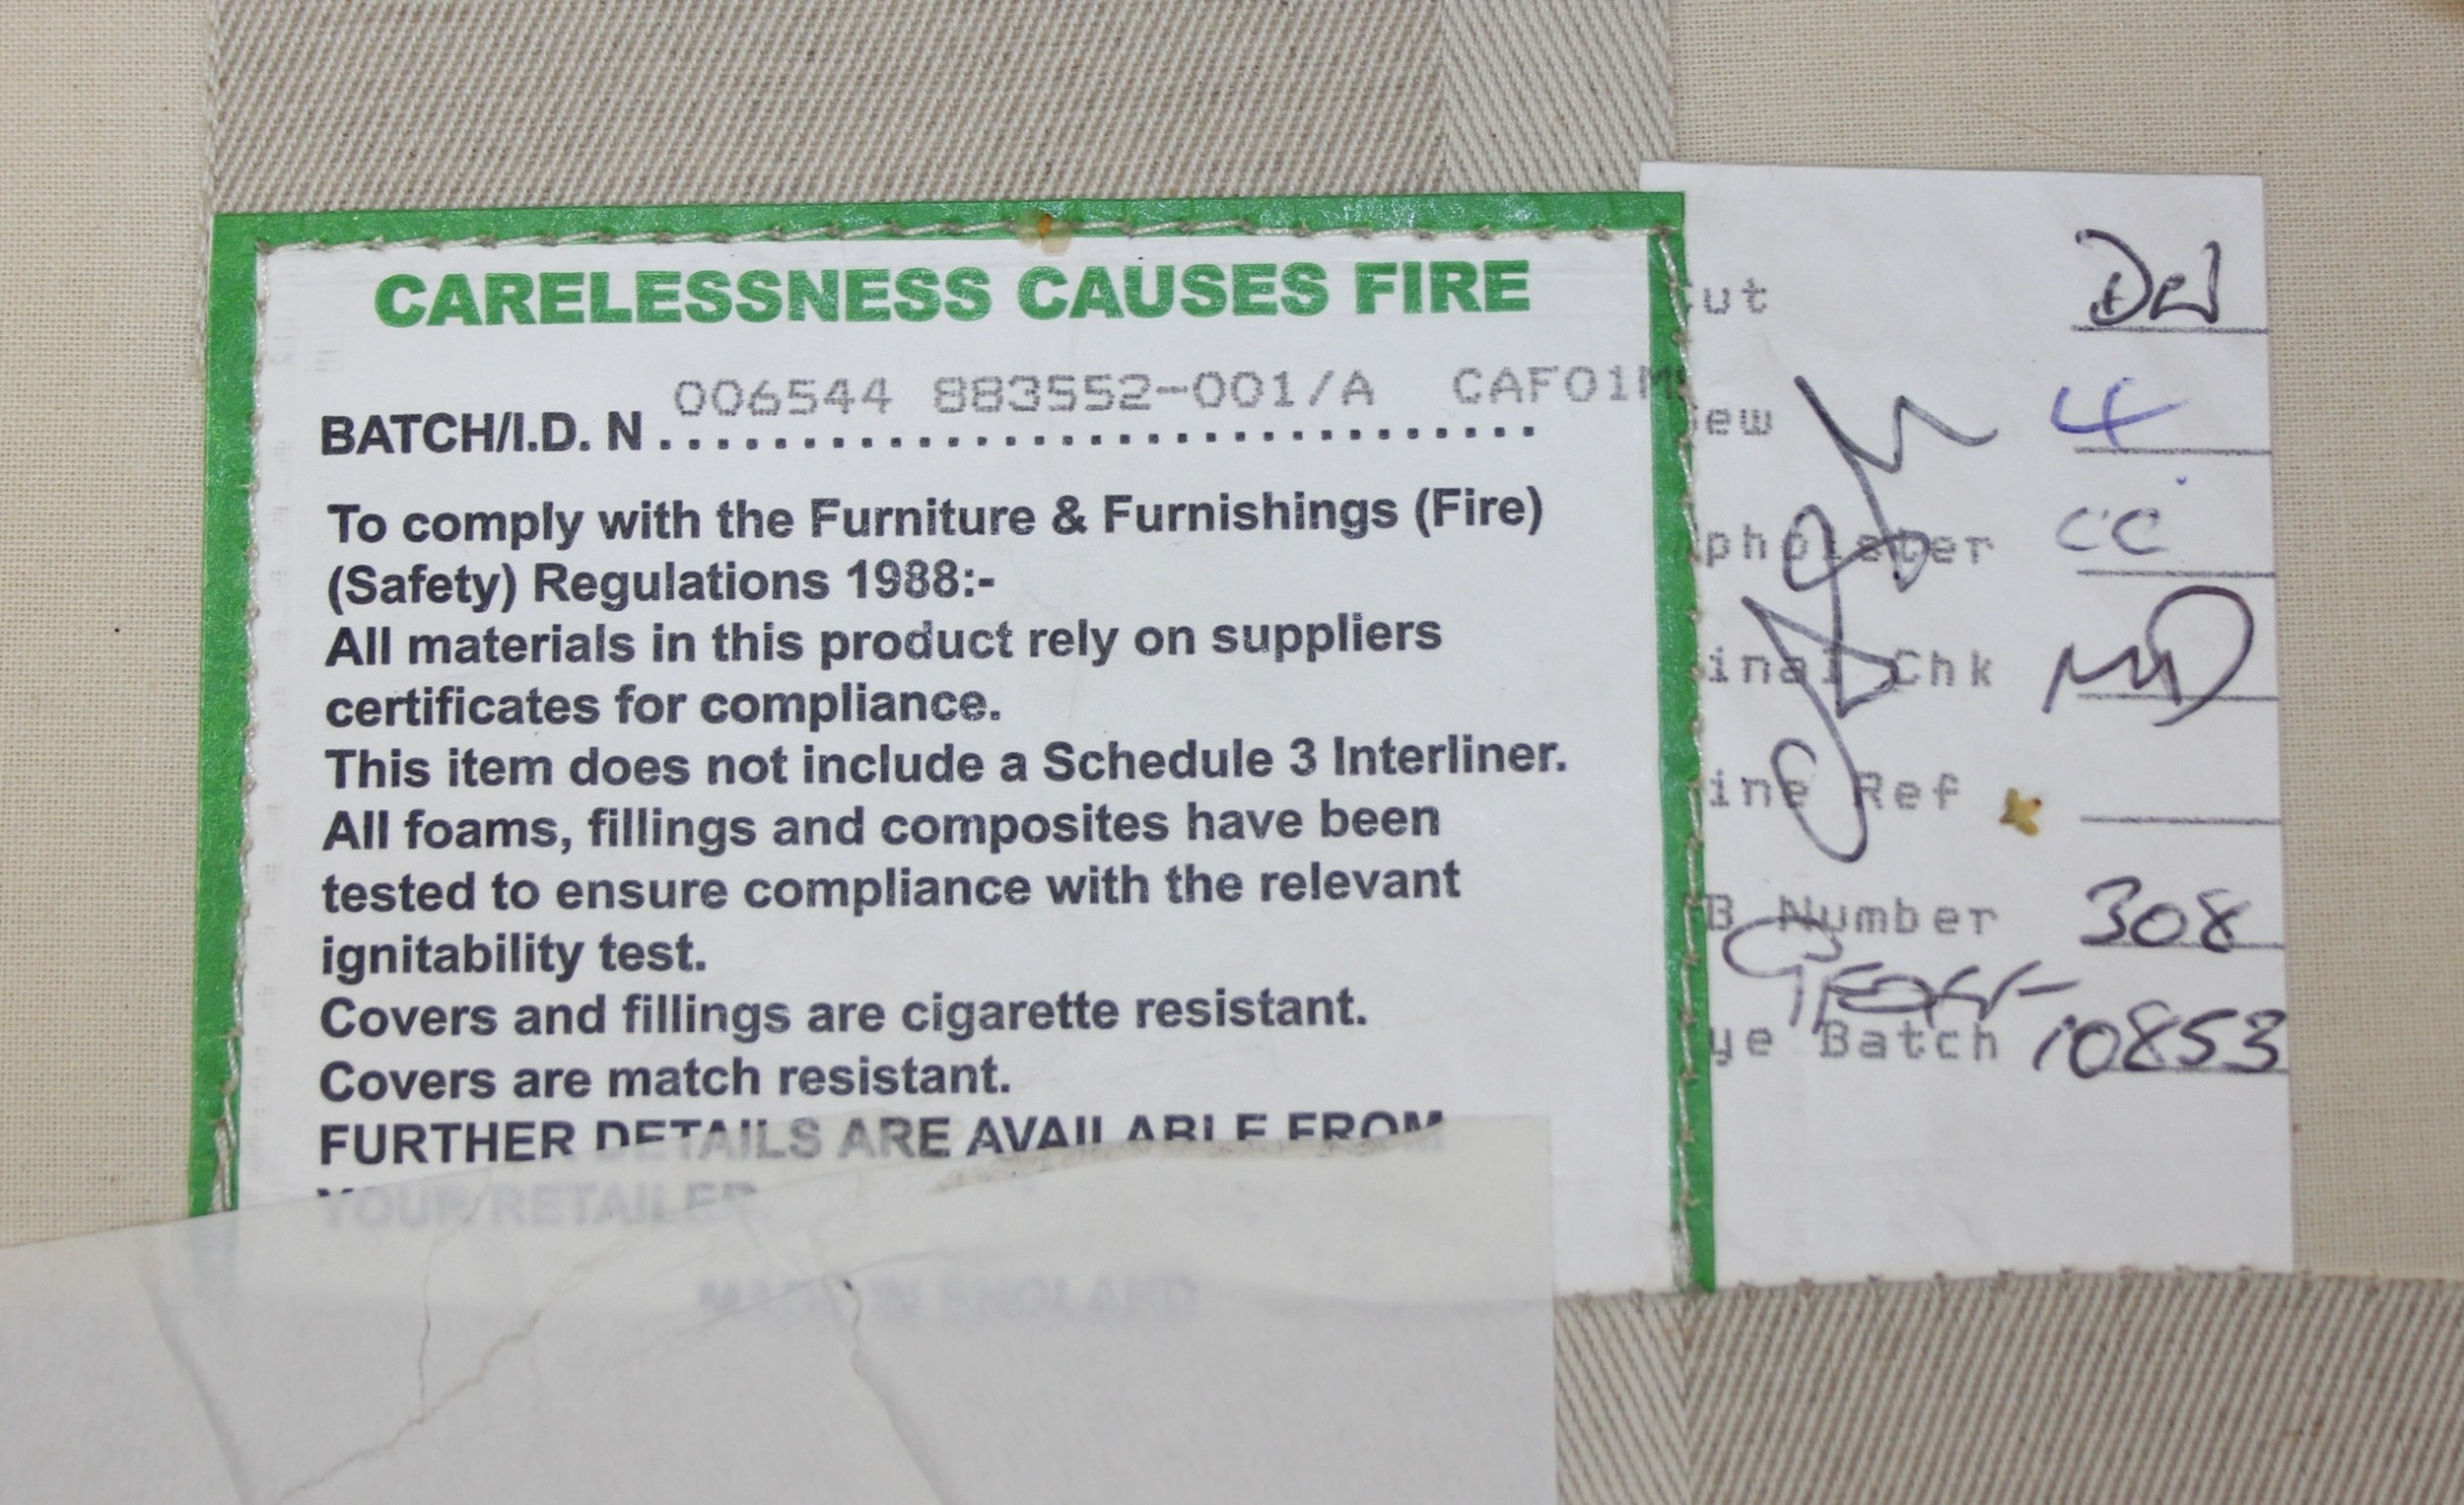 CARELESSNESS CAUSES FIRE
006544 883552-001/A CAF01M
BATCH/I.D. N
To comply with the Furniture & Furnishings (Fire)
(Safety) Regulations 1988:-
All materials in this product rely on suppliers
certificates for compliance.
This item does not include a Schedule 3 Interliner.
All foams, fillings and composites have been
tested to ensure compliance with the relevant
ignitability test.
Covers and fillings are cigarette resistant.
Covers are match resistant.
FURTHER DETAILS ARE AVAILABLE FROM
YOUR RETAILER
MADE IN ENGLAND
ut
ew 4
pholster CC
inal Chk MD
ine Ref
B Number 308
ye Batch 10853